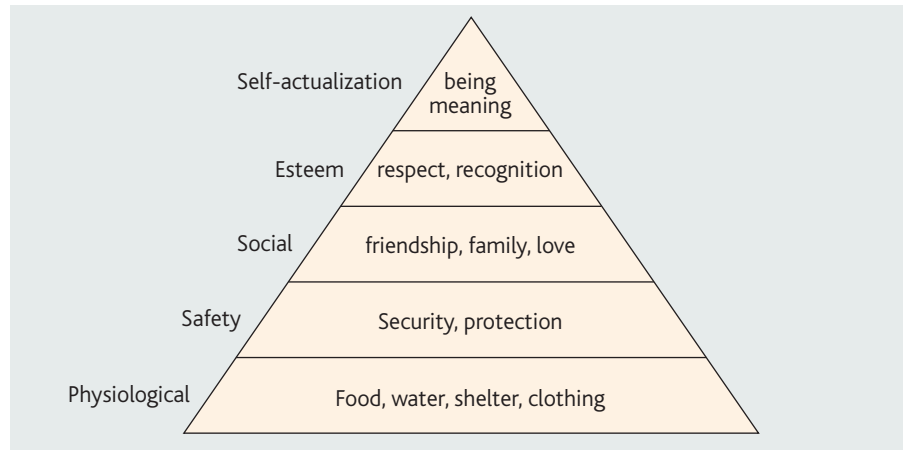 Self-actualization
being
meaning
Esteem
respect, recognition
Social
friendship, family, love
Safety
Security, protection
Physiological
Food, water, shelter, clothing